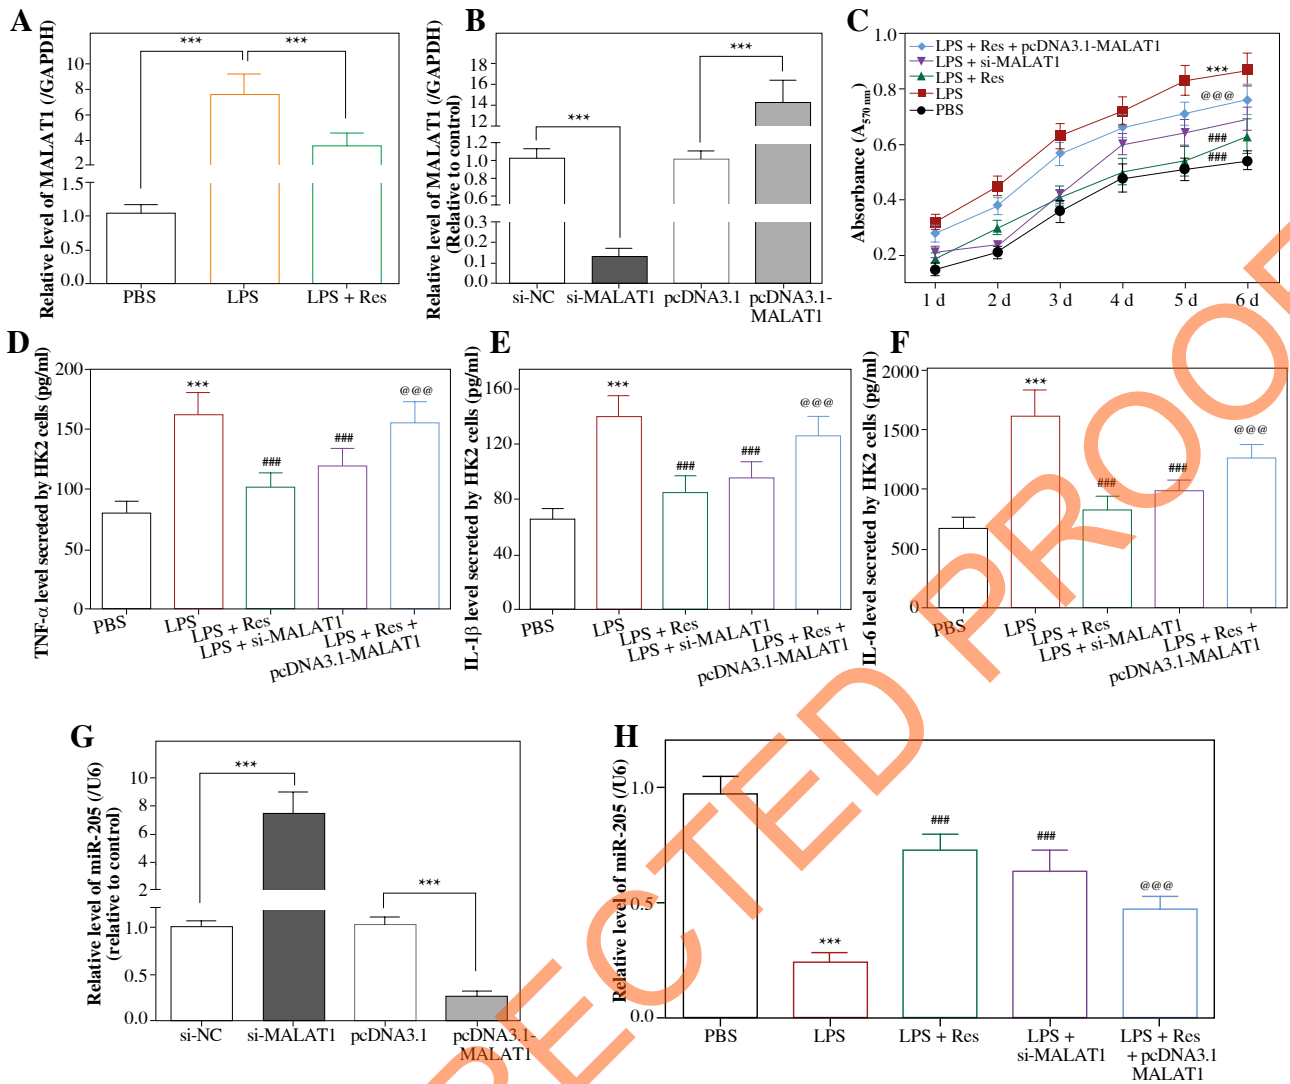 A
Relative level of MALAT1 (/GAPDH)
10
8
6
4
2
1.5
1.0
0.5
0.0
***
***
PBS
LPS
LPS + Res
B
Relative level of MALAT1 (/GAPDH)
(Relative to control)
18
16
14
12
10
1.2
1.0
0.8
0.6
0.4
0.3
0.2
0.1
0.0
***
***
si-NC
si-MALAT1
pcDNA3.1
pcDNA3.1-
MALAT1
C
Absorbance (A570 nm)
1.0
0.8
0.6
0.4
0.2
LPS + Res + pcDNA3.1-MALAT1
LPS + si-MALAT1
LPS + Res
LPS
PBS
***
@@@
###
###
1 d
2 d
3 d
4 d
5 d
6 d
D
TNF-α level secreted by HK2 cells (pg/ml)
200
150
100
50
0
***
###
###
@@@
PBS
LPS
LPS + Res
LPS + si-MALAT1
LPS + Res +
pcDNA3.1-MALAT1
E
IL-1β level secreted by HK2 cells (pg/ml)
160
120
80
40
0
***
###
###
@@@
PBS
LPS
LPS + Res
LPS + si-MALAT1
LPS + Res +
pcDNA3.1-MALAT1
F
IL-6 level secreted by HK2 cells (pg/ml)
2000
1500
1000
500
0
***
###
###
@@@
PBS
LPS
LPS + Res
LPS + si-MALAT1
LPS + Res +
pcDNA3.1-MALAT1
G
Relative level of miR-205 (/U6)
(relative to control)
10
8
6
4
2
1.0
0.5
0.0
***
***
si-NC
si-MALAT1
pcDNA3.1
pcDNA3.1-
MALAT1
H
Relative level of miR-205 (/U6)
1.0
0.5
0.0
***
###
###
@@@
PBS
LPS
LPS + Res
LPS +
si-MALAT1
LPS + Res
+ pcDNA3.1
MALAT1
PECTED PROOF